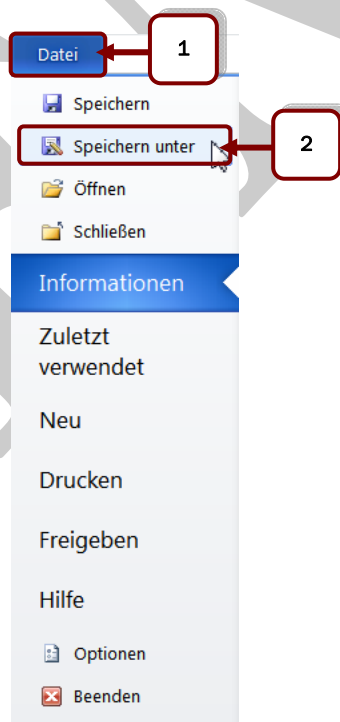 Datei
1
Speichern
Speichern unter
2
Öffnen
Schließen
Informationen
Zuletzt
verwendet
Neu
Drucken
Freigeben
Hilfe
Optionen
Beenden